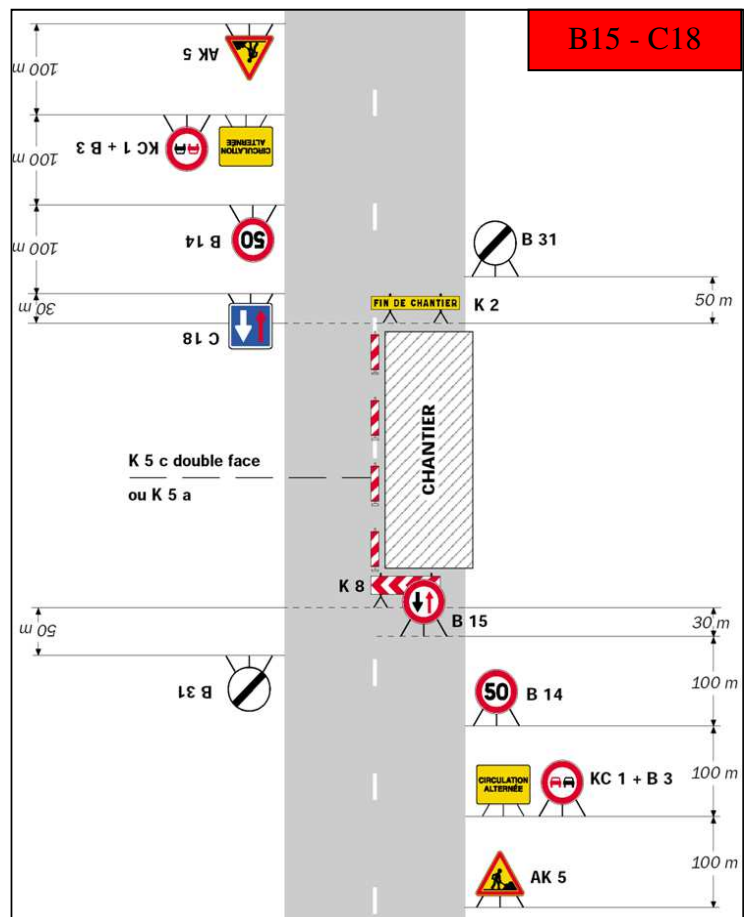 B15 - C18
AK 5
100 m
CIRCULATION
ALTERNÉE
KC 1 + B 3
100 m
50
B 14
100 m
30 m
C 18
B 31
50 m
FIN DE CHANTIER
K 2
CHANTIER
K 5 c double face
ou K 5 a
K 8
B 15
30 m
50 m
B 31
100 m
50
B 14
CIRCULATION
ALTERNÉE
KC 1 + B 3
100 m
AK 5
100 m